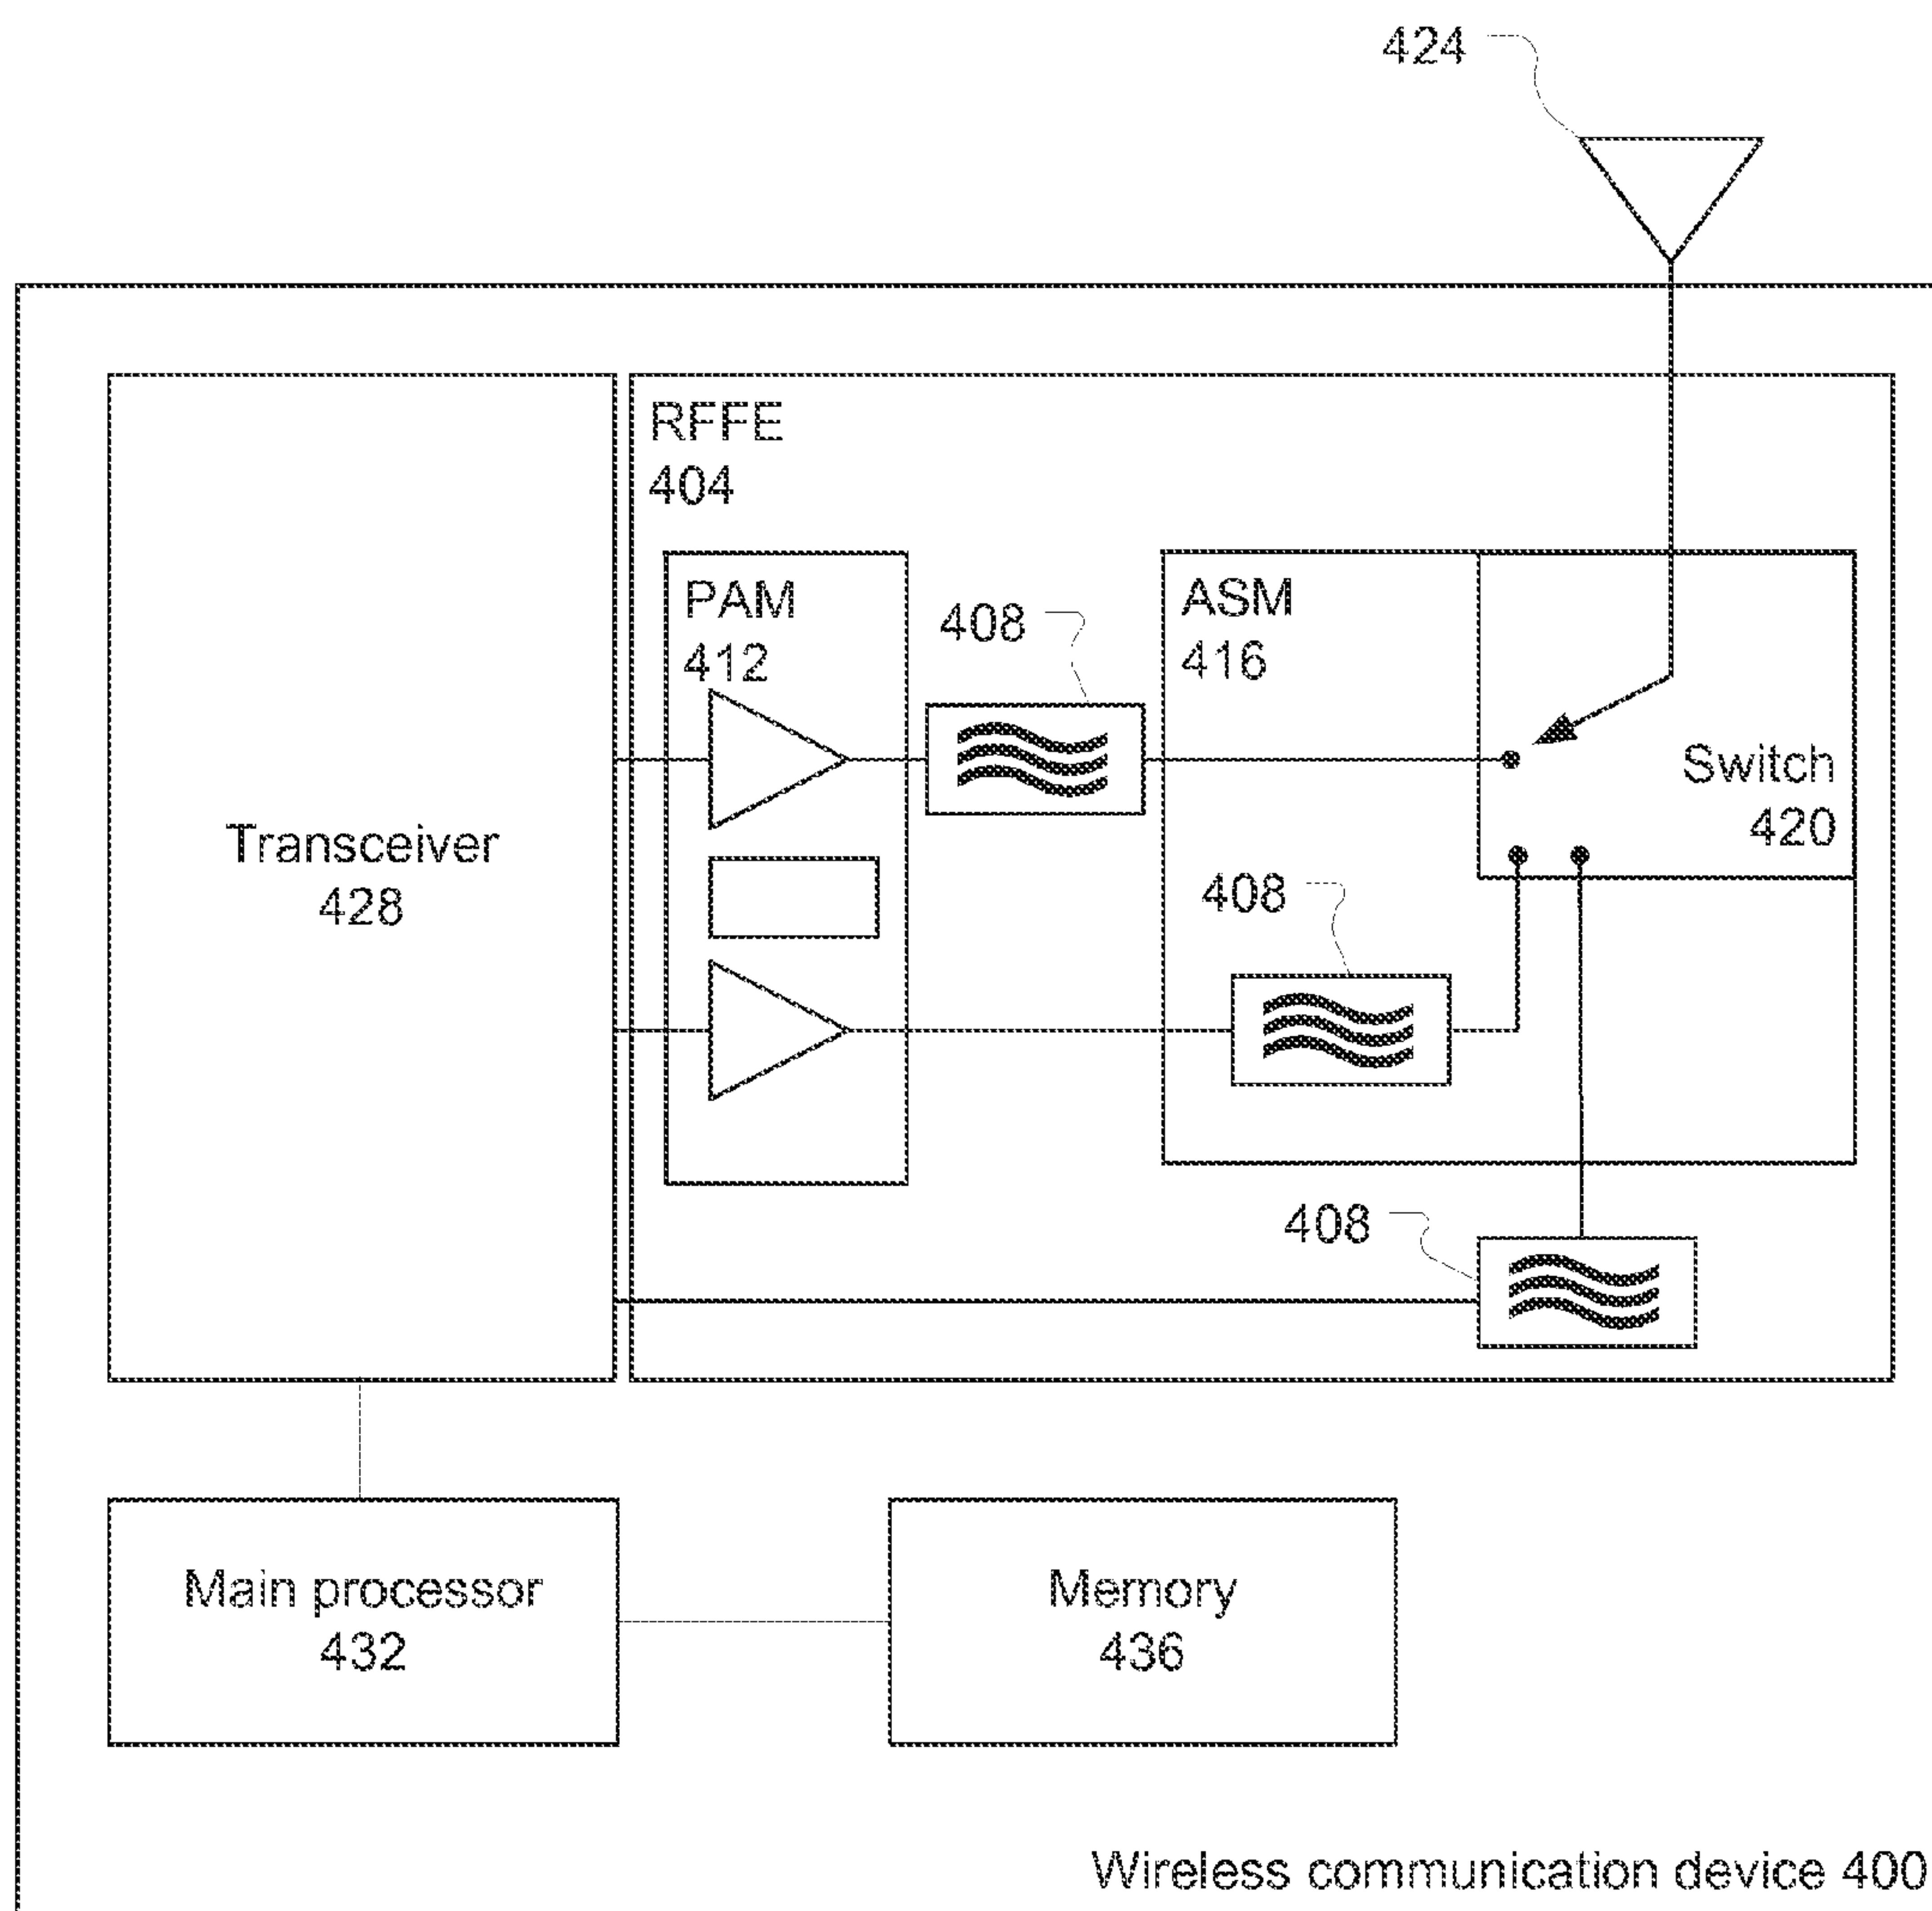 424
RFFE
404
PAM
412
408
ASM
416
Switch
420
Transceiver
428
408
408
Main processor
432
Memory
436
Wireless communication device 400